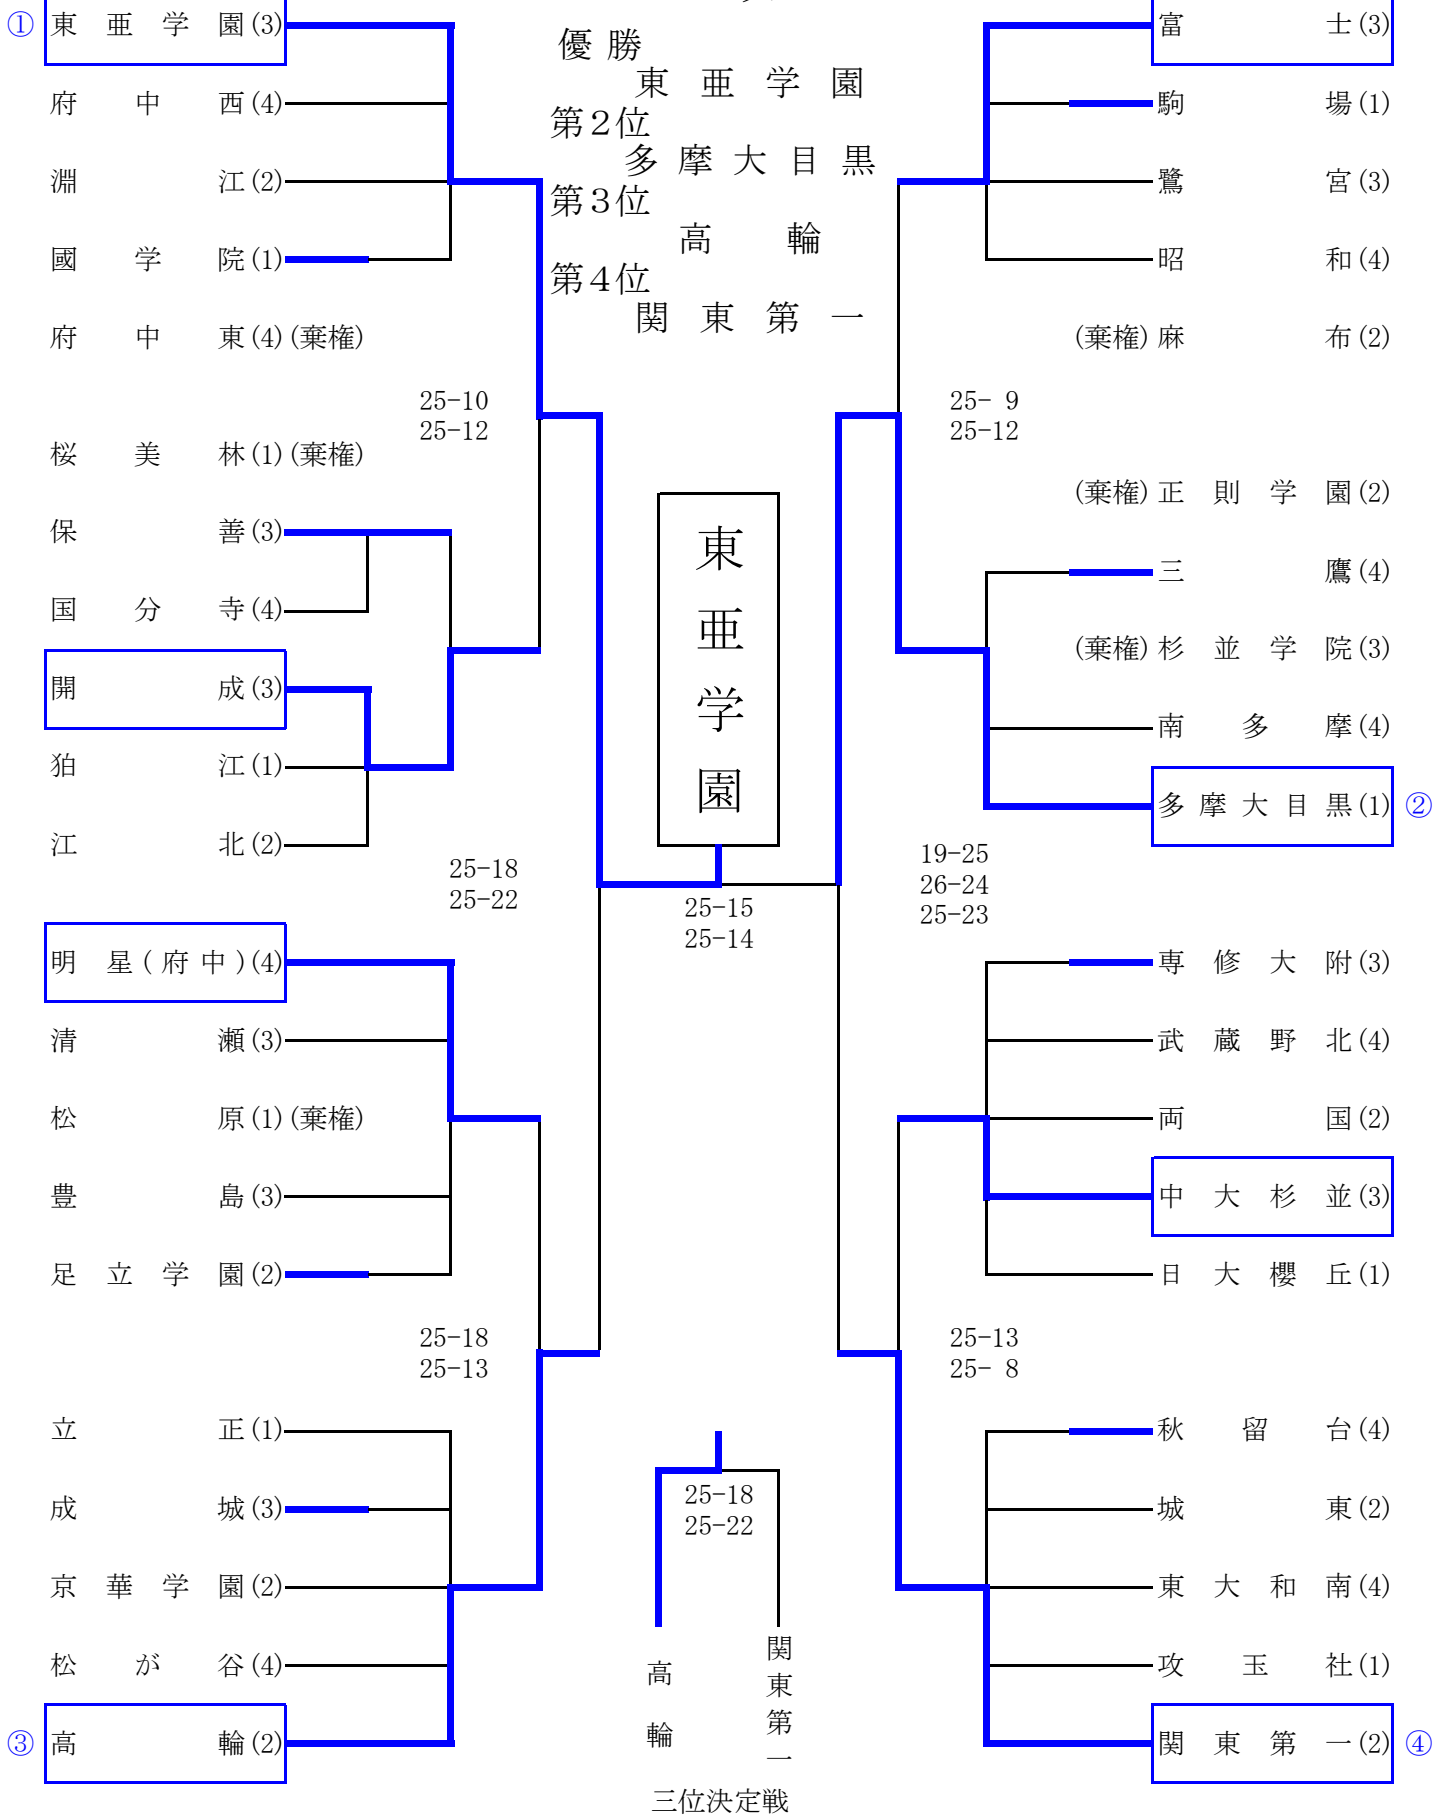 ① 東亜学園(3)
府中西(4)
淵江(2)
國学院(1)
府中東(4)(棄権)
桜美林(1)(棄権)
保善(3)
国分寺(4)
開成(3)
狛江(1)
江北(2)
明星(府中)(4)
清瀬(3)
松原(1)(棄権)
豊島(3)
足立学園(2)
立正(1)
成城(3)
京華学園(2)
松が谷(4)
③ 高輪(2)
優勝
東亜学園
第2位
多摩大目黒
第3位
高輪
第4位
関東第一
25-10
25-12
25-18
25-22
25-18
25-13
東亜学園
25-15
25-14
25- 9
25-12
19-25
26-24
25-23
25-13
25- 8
25-18
25-22
高輪
関東第一
三位決定戦
富士(3)
駒場(1)
鷺宮(3)
昭和(4)
(棄権)麻布(2)
(棄権)正則学園(2)
三鷹(4)
(棄権)杉並学院(3)
南多摩(4)
多摩大目黒(1) ②
専修大附(3)
武蔵野北(4)
両国(2)
中大杉並(3)
日大櫻丘(1)
秋留台(4)
城東(2)
東大和南(4)
攻玉社(1)
関東第一(2) ④